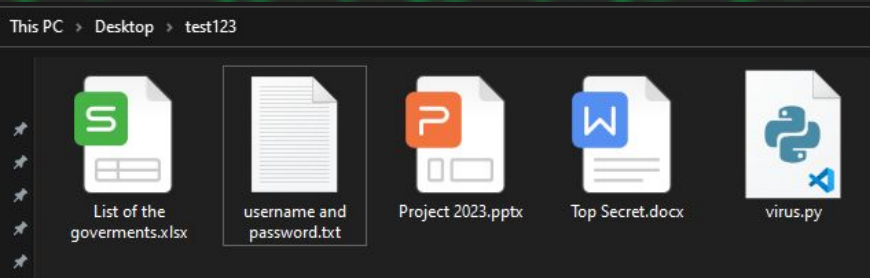 This PC > Desktop > test123
S
P
W
List of the
goverments.xlsx
username and
password.txt
Project 2023.pptx
Top Secret.docx
virus.py